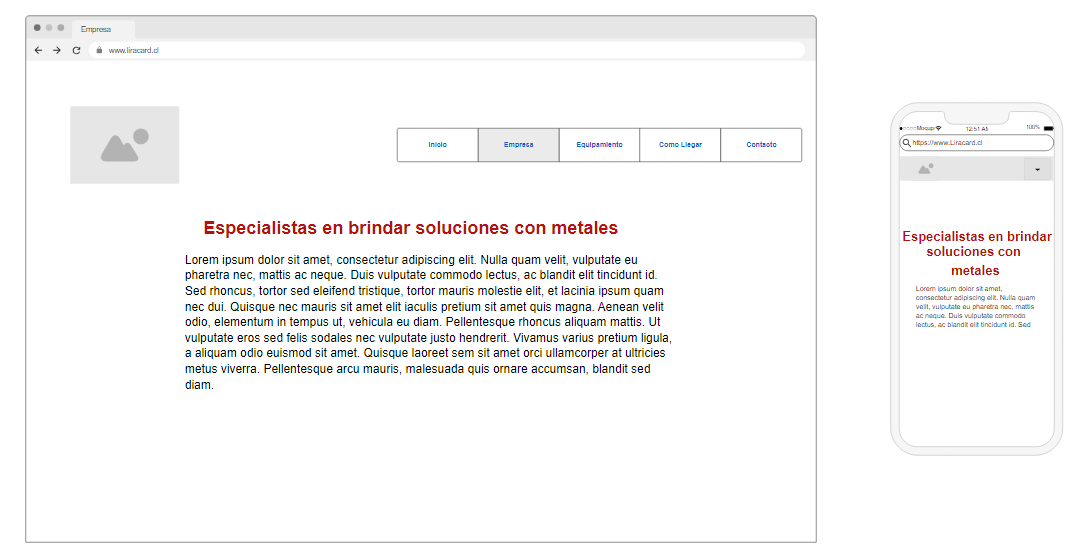 Empresa
www.liracard.cl
Inicio
Empresa
Equipamiento
Como Llegar
Contacto
Especialistas en brindar soluciones con metales
Lorem ipsum dolor sit amet, consectetur adipiscing elit. Nulla quam velit, vulputate eu
pharetra nec, mattis ac neque. Duis vulputate commodo lectus, ac blandit elit tincidunt id.
Sed rhoncus, tortor sed eleifend tristique, tortor mauris molestie elit, et lacinia ipsum quam
nec dui. Quisque nec mauris sit amet elit iaculis pretium sit amet quis magna. Aenean velit
odio, elementum in tempus ut, vehicula eu diam. Pellentesque rhoncus aliquam mattis. Ut
vulputate eros sed felis sodales nec vulputate justo hendrerit. Vivamus varius pretium ligula,
a aliquam odio euismod sit amet. Quisque laoreet sem sit amet orci ullamcorper at ultricies
metus viverra. Pellentesque arcu mauris, malesuada quis ornare accumsan, blandit sed
diam.
Moqups
12:51 AM
100%
https://www.Liracard.cl
Especialistas en brindar
soluciones con
metales
Lorem ipsum dolor sit amet,
consectetur adipiscing elit. Nulla quam
velit, vulputate eu pharetra nec, mattis
ac neque. Duis vulputate commodo
lectus, ac blandit elit tincidunt id. Sed